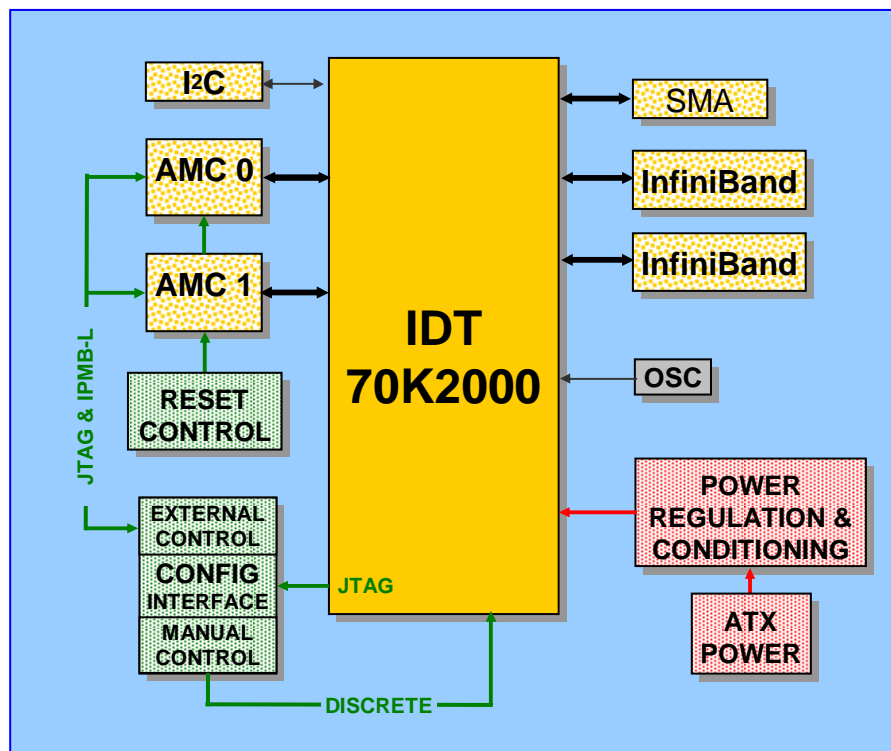 I2C
SMA
AMC 0
InfiniBand
AMC 1
InfiniBand
IDT
70K2000
OSC
RESET
CONTROL
JTAG & IPMB-L
POWER
REGULATION &
CONDITIONING
EXTERNAL
CONTROL
CONFIG
INTERFACE
JTAG
MANUAL
CONTROL
ATX
POWER
DISCRETE